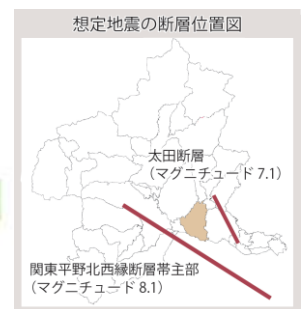 想定地震の断層位置図
太田断層
(マグニチュード 7.1)
関東平野北西縁断層帯主部
(マグニチュード 8.1)